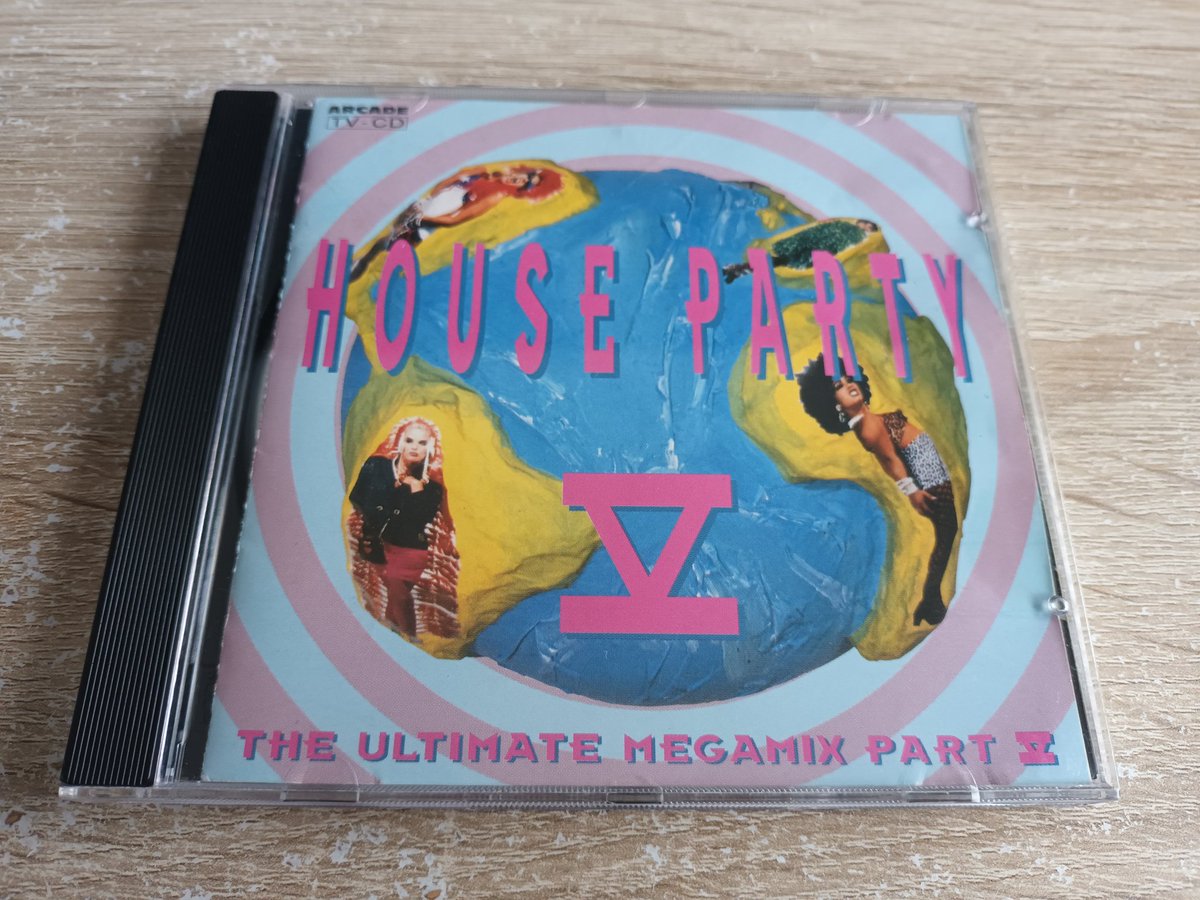 ARCADE
TV-CD
HOUSE PARTY
V
THE ULTIMATE MEGAMIX PART V